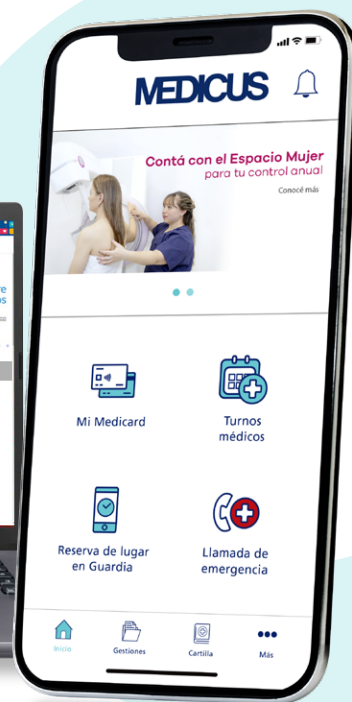 MEDICUS
Contá con el Espacio Mujer
para tu control anual
Conocé más
Mi Medicard
Turnos
médicos
Reserva de lugar
en Guardia
Llamada de
emergencia
Inicio
Gestiones
Cartilla
Más